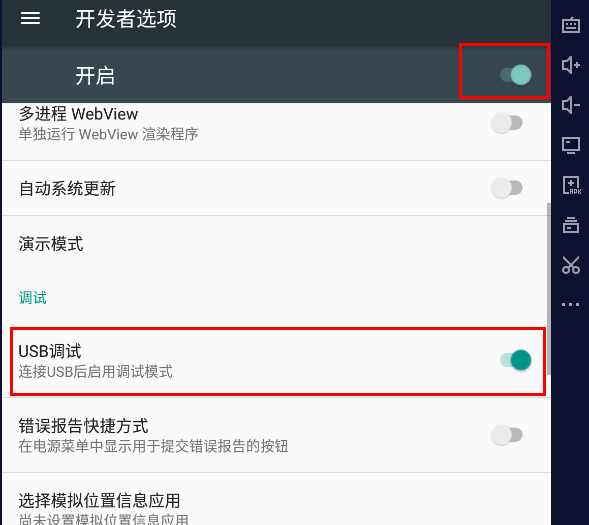 开发者选项
开启
多进程 WebView
单独运行 WebView 渲染程序
自动系统更新
演示模式
调试
USB调试
连接USB后启用调试模式
错误报告快捷方式
在电源菜单中显示用于提交错误报告的按钮
选择模拟位置信息应用
尚未设置模拟位置信息应用
APK